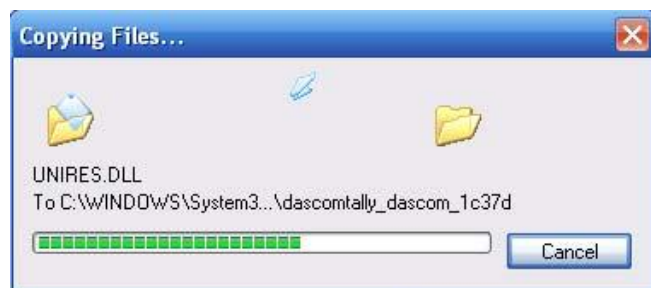 Copying Files...
UNIRES.DLL
To C:\WINDOWS\System3...\dascomtally_dascom_1c37d
Cancel